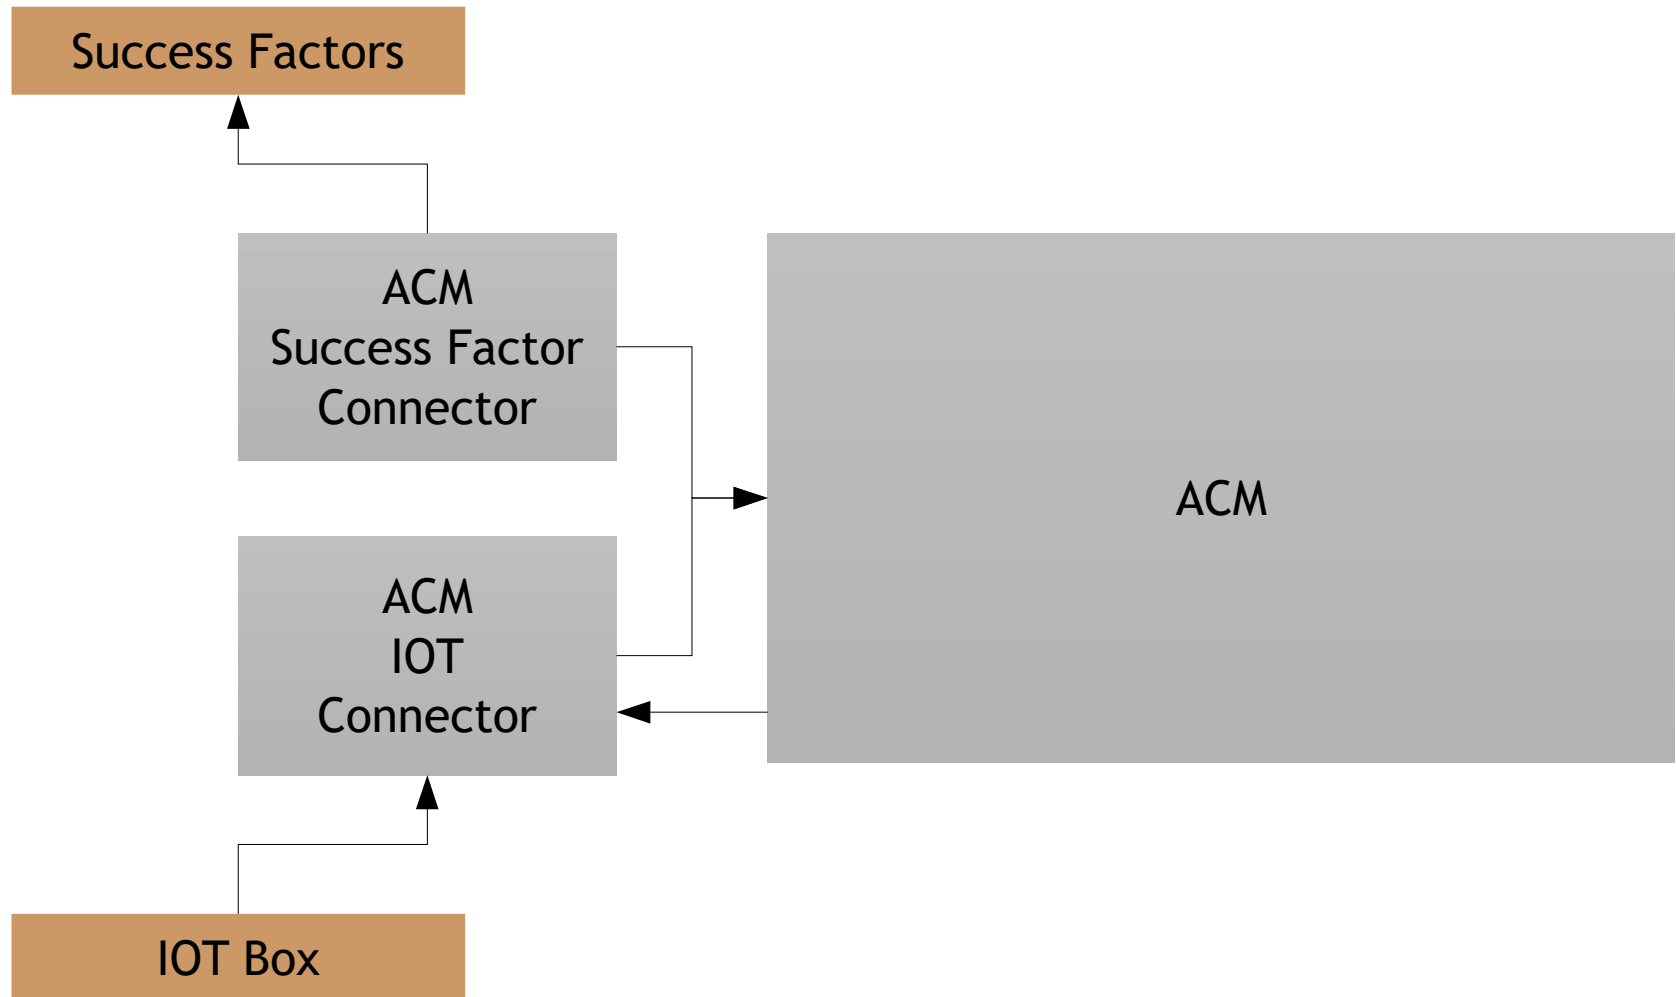 Success Factors
ACM
Success Factor
Connector
ACM
ACM
IOT
Connector
IOT Box